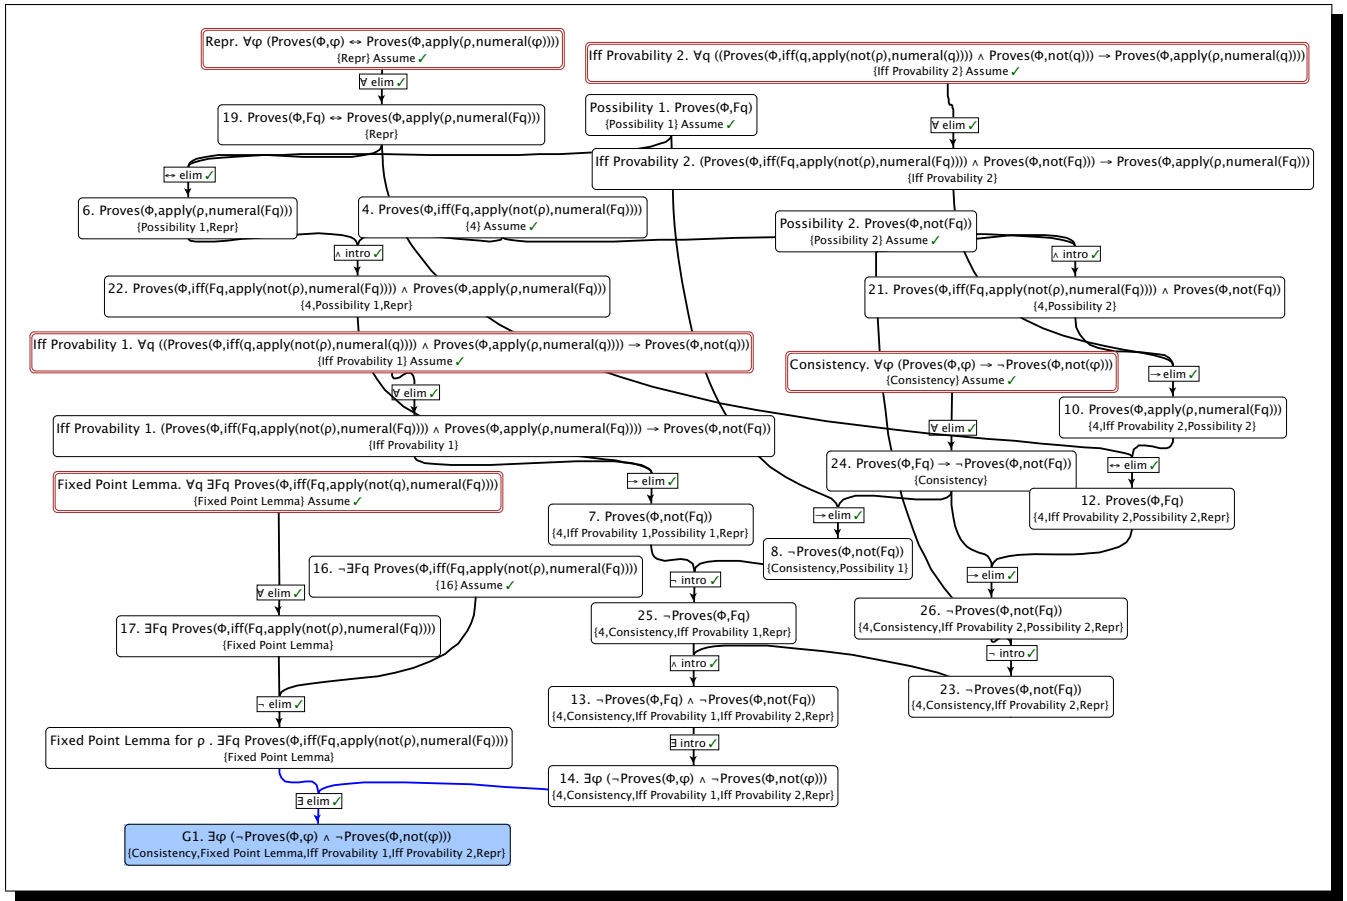 Repr. ∀φ (Proves(Φ,φ) ↔ Proves(Φ,apply(ρ,numeral(φ))))
{Repr} Assume ✓
Iff Provability 2. ∀q ((Proves(Φ,iff(q,apply(not(ρ),numeral(q)))) ∧ Proves(Φ,not(q))) → Proves(Φ,apply(ρ,numeral(q))))
{Iff Provability 2} Assume ✓
∀ elim ✓
19. Proves(Φ,Fq) ↔ Proves(Φ,apply(ρ,numeral(Fq)))
{Repr}
Possibility 1. Proves(Φ,Fq)
{Possibility 1} Assume ✓
∀ elim ✓
Iff Provability 2. (Proves(Φ,iff(Fq,apply(not(ρ),numeral(Fq)))) ∧ Proves(Φ,not(Fq))) → Proves(Φ,apply(ρ,numeral(Fq)))
{Iff Provability 2}
↔ elim ✓
6. Proves(Φ,apply(ρ,numeral(Fq)))
{Possibility 1,Repr}
4. Proves(Φ,iff(Fq,apply(not(ρ),numeral(Fq))))
{4} Assume ✓
Possibility 2. Proves(Φ,not(Fq))
{Possibility 2} Assume ✓
∧ intro ✓
∧ intro ✓
22. Proves(Φ,iff(Fq,apply(not(ρ),numeral(Fq)))) ∧ Proves(Φ,apply(ρ,numeral(Fq)))
{4,Possibility 1,Repr}
21. Proves(Φ,iff(Fq,apply(not(ρ),numeral(Fq)))) ∧ Proves(Φ,not(Fq))
{4,Possibility 2}
Iff Provability 1. ∀q ((Proves(Φ,iff(q,apply(not(ρ),numeral(q)))) ∧ Proves(Φ,apply(ρ,numeral(q)))) → Proves(Φ,not(q)))
{Iff Provability 1} Assume ✓
Consistency. ∀φ (Proves(Φ,φ) → ¬Proves(Φ,not(φ)))
{Consistency} Assume ✓
→ elim ✓
∀ elim ✓
10. Proves(Φ,apply(ρ,numeral(Fq)))
{4,Iff Provability 2,Possibility 2}
Iff Provability 1. (Proves(Φ,iff(Fq,apply(not(ρ),numeral(Fq)))) ∧ Proves(Φ,apply(ρ,numeral(Fq)))) → Proves(Φ,not(Fq))
{Iff Provability 1}
∀ elim ✓
24. Proves(Φ,Fq) → ¬Proves(Φ,not(Fq))
{Consistency}
↔ elim ✓
Fixed Point Lemma. ∀q ∃Fq Proves(Φ,iff(Fq,apply(not(q),numeral(Fq))))
{Fixed Point Lemma} Assume ✓
→ elim ✓
12. Proves(Φ,Fq)
{4,Iff Provability 2,Possibility 2,Repr}
7. Proves(Φ,not(Fq))
{4,Iff Provability 1,Possibility 1,Repr}
→ elim ✓
8. ¬Proves(Φ,not(Fq))
{Consistency,Possibility 1}
16. ¬∃Fq Proves(Φ,iff(Fq,apply(not(ρ),numeral(Fq))))
{16} Assume ✓
¬ intro ✓
→ elim ✓
∀ elim ✓
25. ¬Proves(Φ,Fq)
{4,Consistency,Iff Provability 1,Repr}
26. ¬Proves(Φ,not(Fq))
{4,Consistency,Iff Provability 2,Possibility 2,Repr}
17. ∃Fq Proves(Φ,iff(Fq,apply(not(ρ),numeral(Fq))))
{Fixed Point Lemma}
¬ intro ✓
∧ intro ✓
23. ¬Proves(Φ,not(Fq))
{4,Consistency,Iff Provability 2,Repr}
¬ elim ✓
13. ¬Proves(Φ,Fq) ∧ ¬Proves(Φ,not(Fq))
{4,Consistency,Iff Provability 1,Iff Provability 2,Repr}
Fixed Point Lemma for ρ . ∃Fq Proves(Φ,iff(Fq,apply(not(ρ),numeral(Fq))))
{Fixed Point Lemma}
∃ intro ✓
14. ∃φ (¬Proves(Φ,φ) ∧ ¬Proves(Φ,not(φ)))
{4,Consistency,Iff Provability 1,Iff Provability 2,Repr}
∃ elim ✓
G1. ∃φ (¬Proves(Φ,φ) ∧ ¬Proves(Φ,not(φ)))
{Consistency,Fixed Point Lemma,Iff Provability 1,Iff Provability 2,Repr}